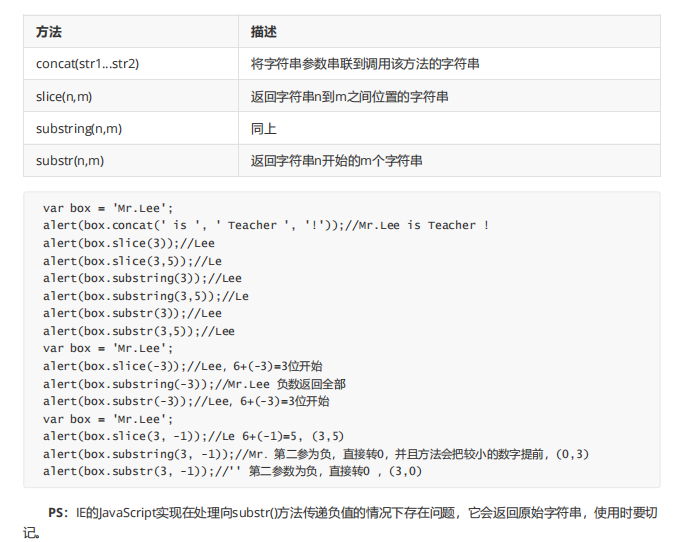 方法 描述
concat(str1...str2) 将字符串参数串联到调用该方法的字符串
slice(n,m) 返回字符串n到m之间位置的字符串
substring(n,m) 同上
substr(n,m) 返回字符串n开始的m个字符串
var box = 'Mr.Lee';
alert(box.concat(' is ', ' Teacher ', '!'));//Mr.Lee is Teacher !
alert(box.slice(3));//Lee
alert(box.slice(3,5));//Le
alert(box.substring(3));//Lee
alert(box.substring(3,5));//Le
alert(box.substr(3));//Lee
alert(box.substr(3,5));//Lee
var box = 'Mr.Lee';
alert(box.slice(-3));//Lee，6+(-3)=3位开始
alert(box.substring(-3));//Mr.Lee 负数返回全部
alert(box.substr(-3));//Lee，6+(-3)=3位开始
var box = 'Mr.Lee';
alert(box.slice(3, -1));//Le 6+(-1)=5, (3,5)
alert(box.substring(3, -1));//Mr. 第二参为负，直接转0，并且方法会把较小的数字提前，(0,3)
alert(box.substr(3, -1));//'' 第二参数为负，直接转0 ，(3,0)
PS：IE的JavaScript实现在处理向substr()方法传递负值的情况下存在问题，它会返回原始字符串，使用时要切
记。